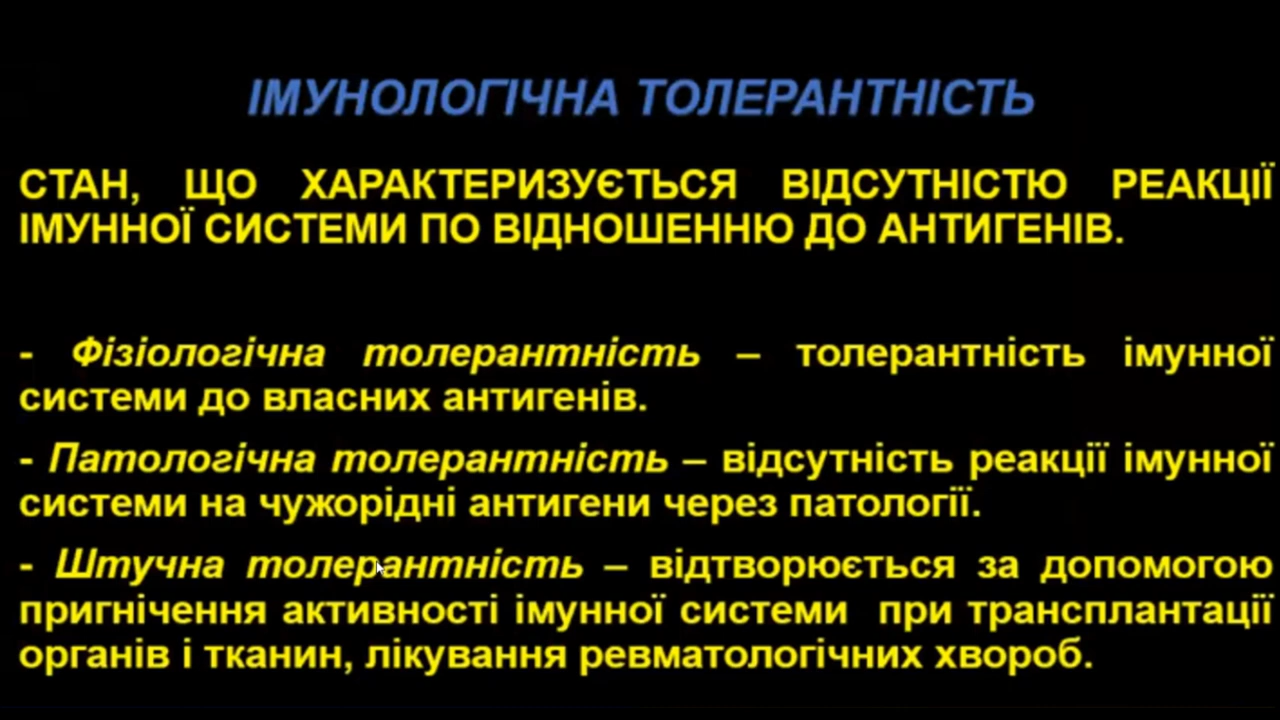 ІМУНОЛОГІЧНА ТОЛЕРАНТНІСТЬ
СТАН, ЩО ХАРАКТЕРИЗУЄТЬСЯ ВІДСУТНІСТЮ РЕАКЦІЇ
ІМУННОЇ СИСТЕМИ ПО ВІДНОШЕННЮ ДО АНТИГЕНІВ.
- Фізіологічна толерантність – толерантність імунної
системи до власних антигенів.
- Патологічна толерантність – відсутність реакції імунної
системи на чужорідні антигени через патології.
- Штучна толерантність – відтворюється за допомогою
пригнічення активності імунної системи при трансплантації
органів і тканин, лікування ревматологічних хвороб.